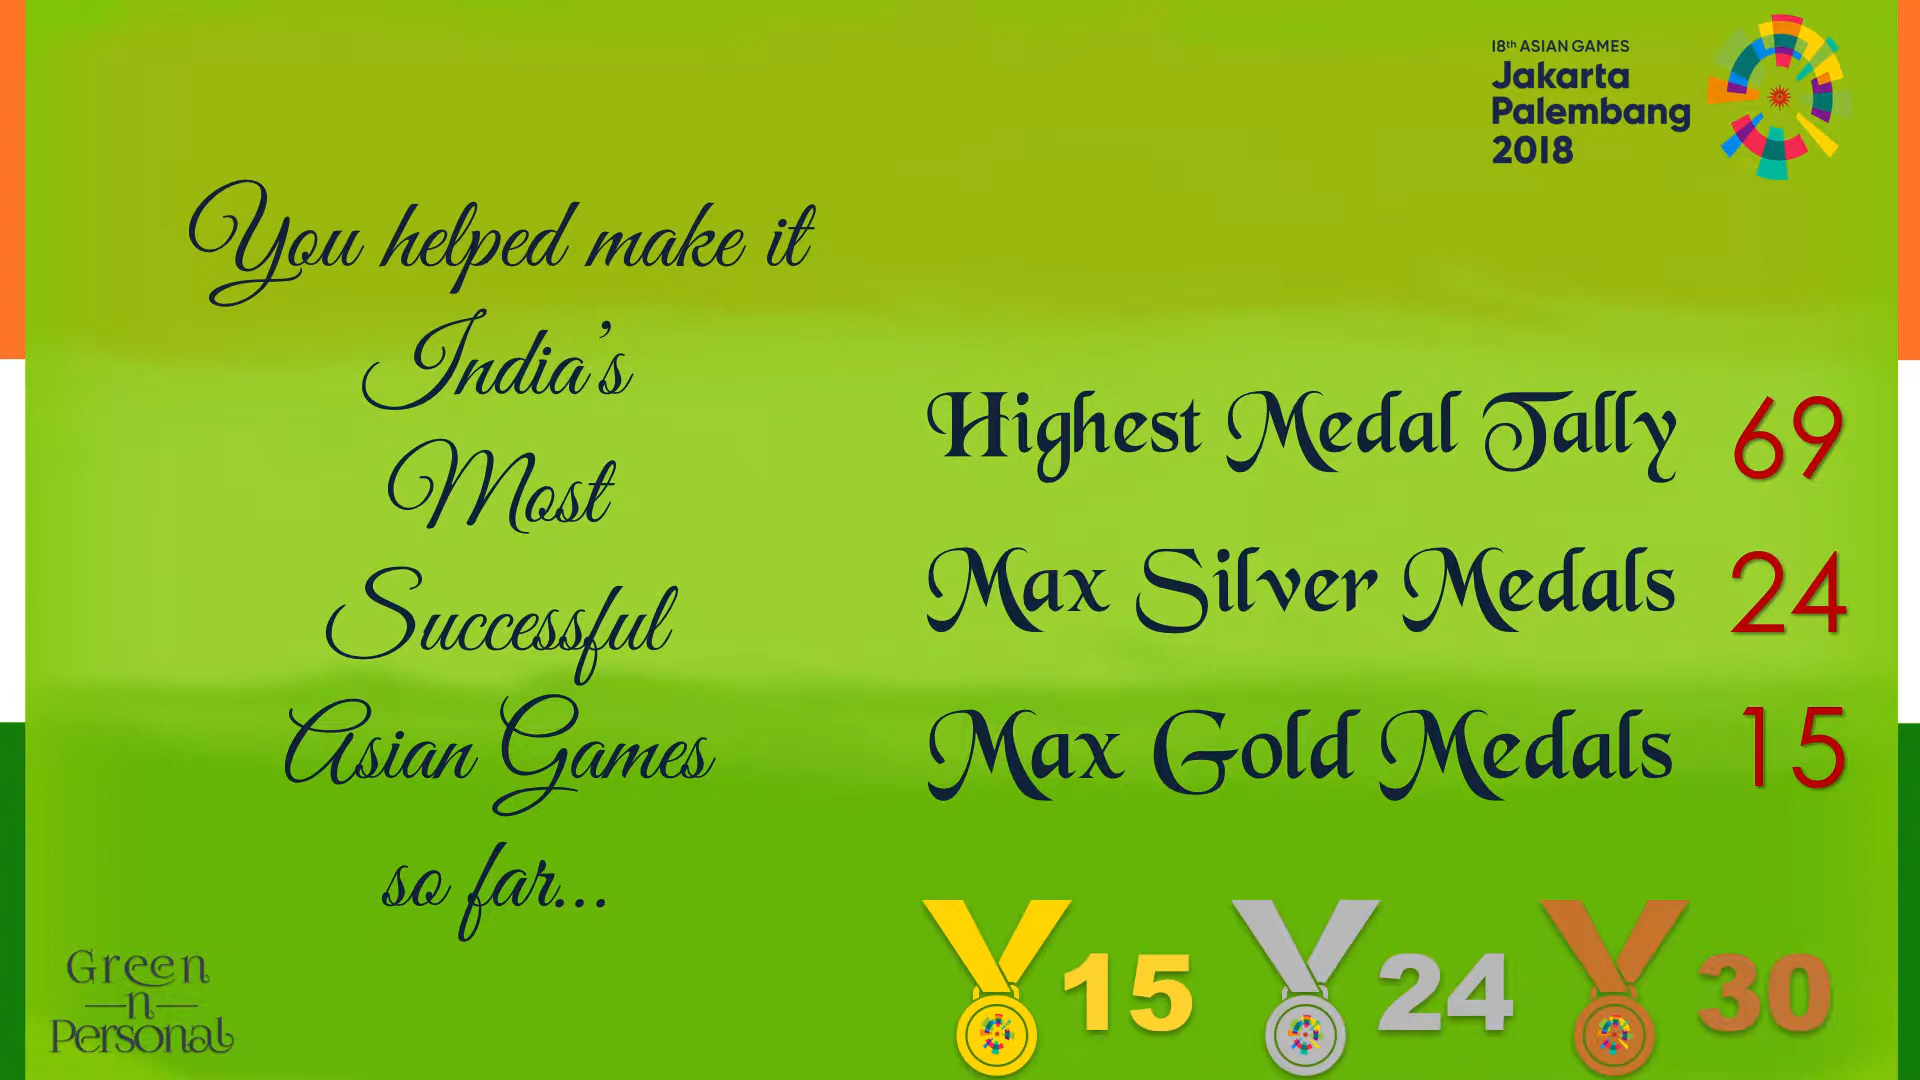 18th ASIAN GAMES
Jakarta
Palembang
2018
You helped make it
India's
Most
Successful
Asian Games
so far...
Highest Medal Tally 69
Max Silver Medals 24
Max Gold Medals 15
15 24 30
Green
n
Personal